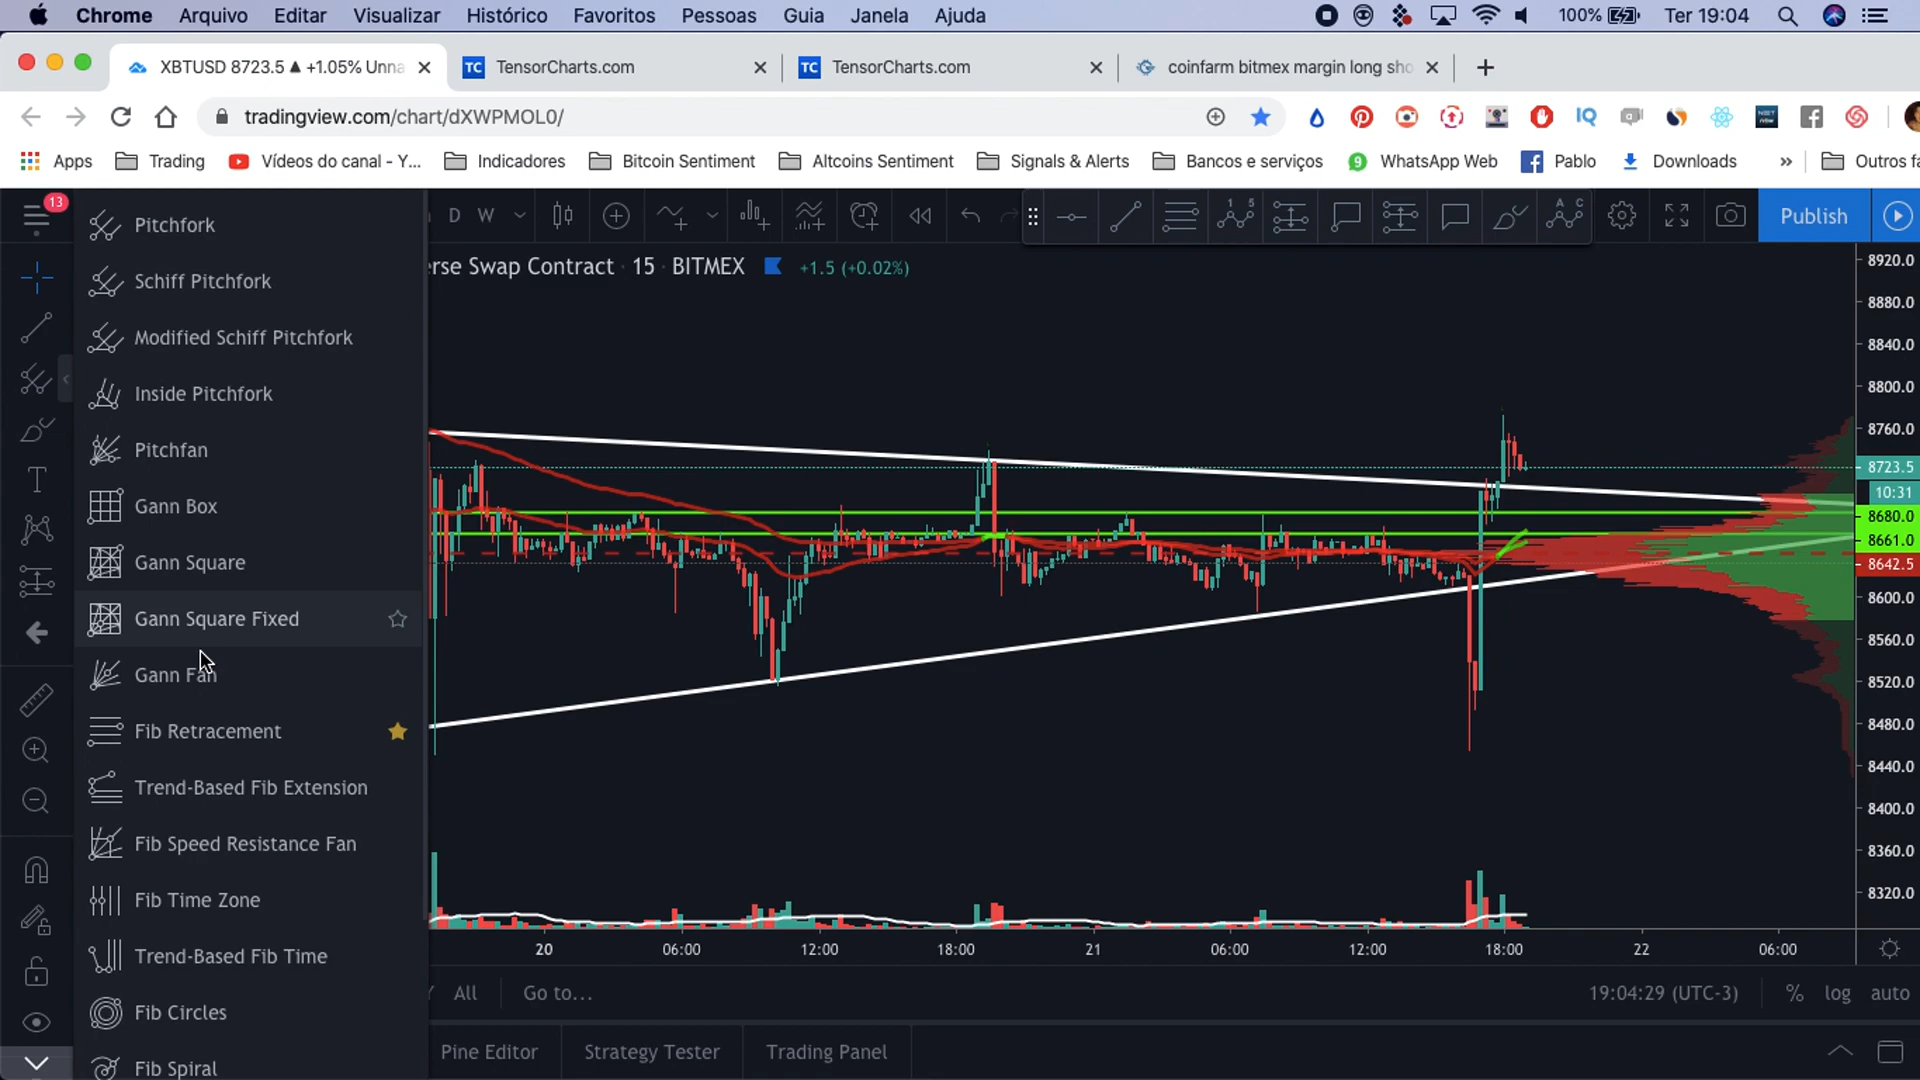 Chrome Arquivo Editar Visualizar Histórico Favoritos Pessoas Guia Janela Ajuda 100% Ter 19:04
XBTUSD 8723.5 ▲ +1.05% Unna TensorCharts.com TensorCharts.com coinfarm bitmex margin long sho
tradingview.com/chart/dXWPMOL0/
Apps Trading Vídeos do canal - Y... Indicadores Bitcoin Sentiment Altcoins Sentiment Signals & Alerts Bancos e serviços WhatsApp Web Pablo Downloads » Outros fa
13
D W Publish
erse Swap Contract · 15 · BITMEX +1.5 (+0.02%)
Pitchfork
Schiff Pitchfork
Modified Schiff Pitchfork
Inside Pitchfork
Pitchfan
Gann Box
Gann Square
Gann Square Fixed
Gann Fan
Fib Retracement
Trend-Based Fib Extension
Fib Speed Resistance Fan
Fib Time Zone
Trend-Based Fib Time
Fib Circles
Fib Spiral
8920.0
8880.0
8840.0
8800.0
8760.0
8723.5
10:31
8680.0
8661.0
8642.5
8600.0
8560.0
8520.0
8480.0
8440.0
8400.0
8360.0
8320.0
20 06:00 12:00 18:00 21 06:00 12:00 18:00 22 06:00
All Go to... 19:04:29 (UTC-3) % log auto
Pine Editor Strategy Tester Trading Panel